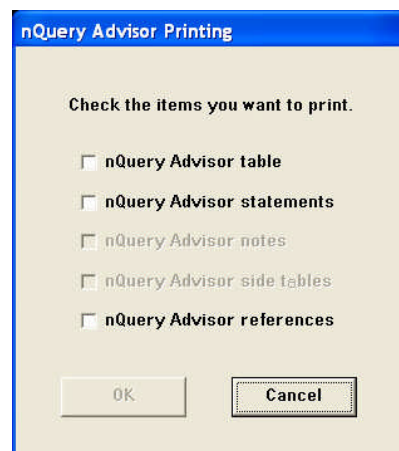 nQuery Advisor Printing
Check the items you want to print.
nQuery Advisor table
nQuery Advisor statements
nQuery Advisor notes
nQuery Advisor side tables
nQuery Advisor references
OK
Cancel